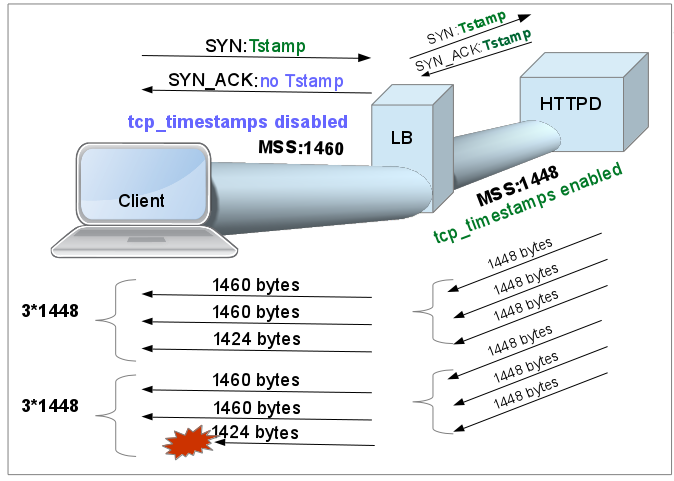 SYN:Tstamp
SYN:Tstamp
SYN_ACK:Tstamp
SYN_ACK:no Tstamp
HTTPD
tcp_timestamps disabled
LB
MSS:1460
Client
MSS:1448
tcp_timestamps enabled
1448 bytes
1460 bytes
1448 bytes
3*1448
1460 bytes
1448 bytes
1424 bytes
1448 bytes
1460 bytes
1448 bytes
3*1448
1460 bytes
1448 bytes
1424 bytes